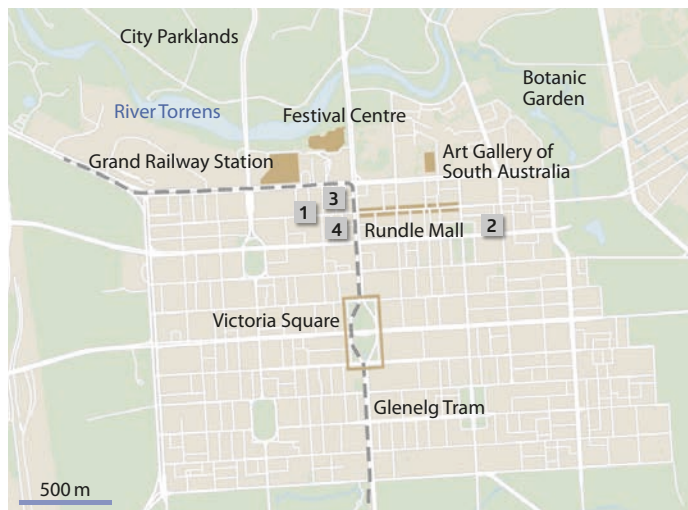 City Parklands
Botanic
Garden
River Torrens
Festival Centre
Grand Railway Station
Art Gallery of
South Australia
3
1
4
Rundle Mall
2
Victoria Square
Glenelg Tram
500 m